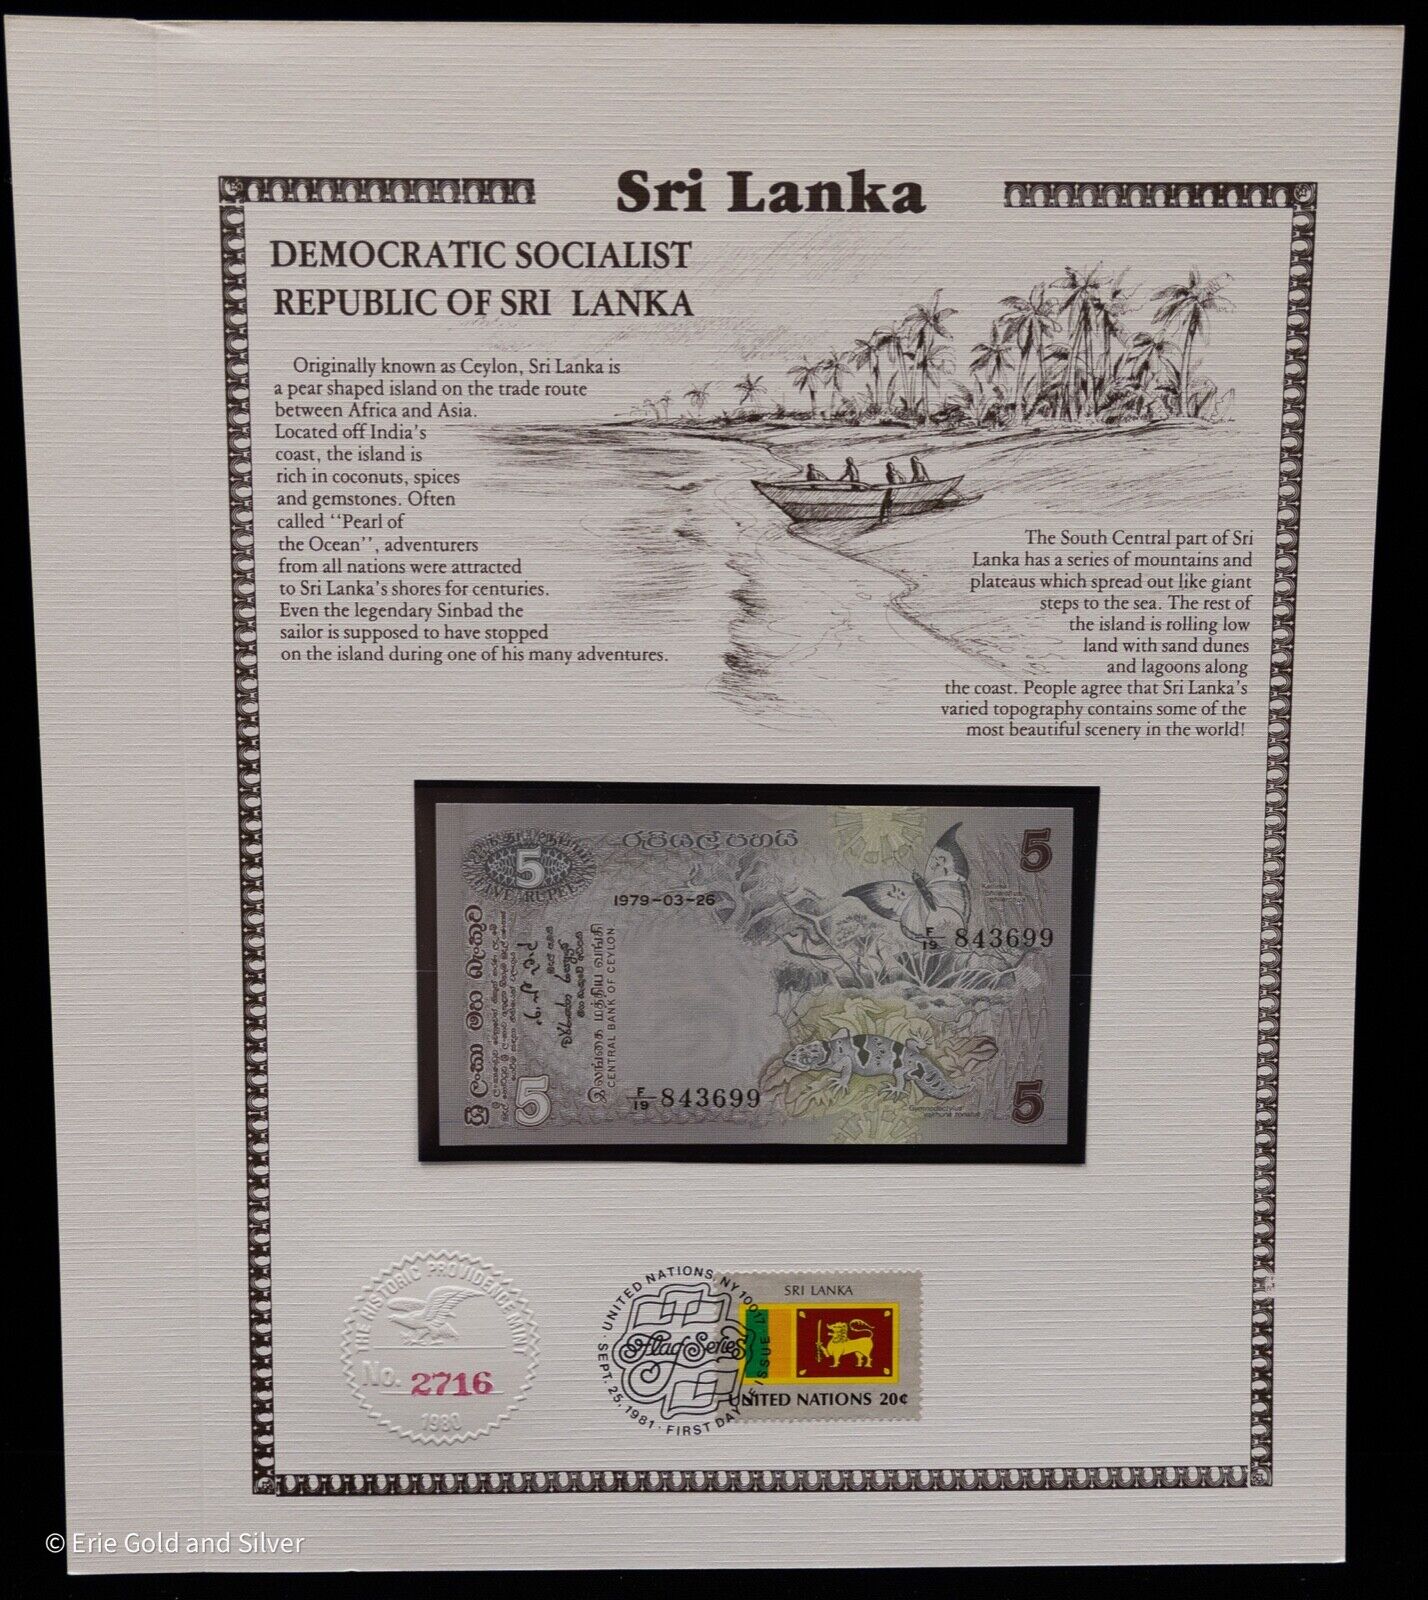 Sri Lanka
DEMOCRATIC SOCIALIST
REPUBLIC OF SRI LANKA
Originally known as Ceylon, Sri Lanka is
a pear shaped island on the trade route
between Africa and Asia.
Located off India's
coast, the island is
rich in coconuts, spices
and gemstones. Often
called ''Pearl of
the Ocean'', adventurers
from all nations were attracted
to Sri Lanka's shores for centuries.
Even the legendary Sinbad the
sailor is supposed to have stopped
on the island during one of his many adventures.
The South Central part of Sri
Lanka has a series of mountains and
plateaus which spread out like giant
steps to the sea. The rest of
the island is rolling low
land with sand dunes
and lagoons along
the coast. People agree that Sri Lanka's
varied topography contains some of the
most beautiful scenery in the world!
5
FIVE RUPEES
රුපියල් පහයි
5
1979-03-26
F/19 843699
ශ්‍රී ලංකා මහ බැංකුව
இலங்கை மத்திய வங்கி
CENTRAL BANK OF CEYLON
5
F/19 843699
5
THE HISTORIC PROVIDENCE MINT
No. 2716
1980
UNITED NATIONS, NY 10017
Flag Series
SEPT. 25, 1981 · FIRST DAY OF ISSUE
SRI LANKA
UNITED NATIONS 20¢
© Erie Gold and Silver